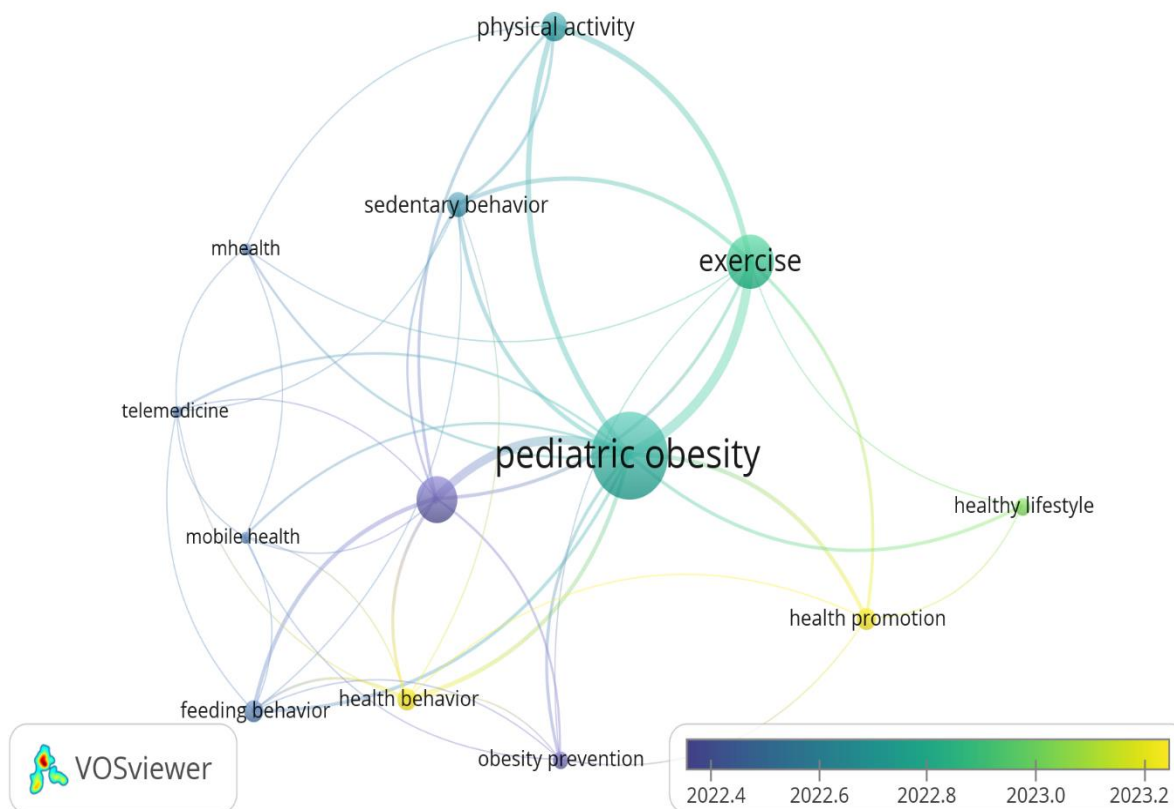 physical activity
sedentary behavior
mhealth
exercise
telemedicine
pediatric obesity
healthy lifestyle
mobile health
health promotion
feeding behavior
health behavior
obesity prevention
VOSviewer
2022.4 2022.6 2022.8 2023.0 2023.2